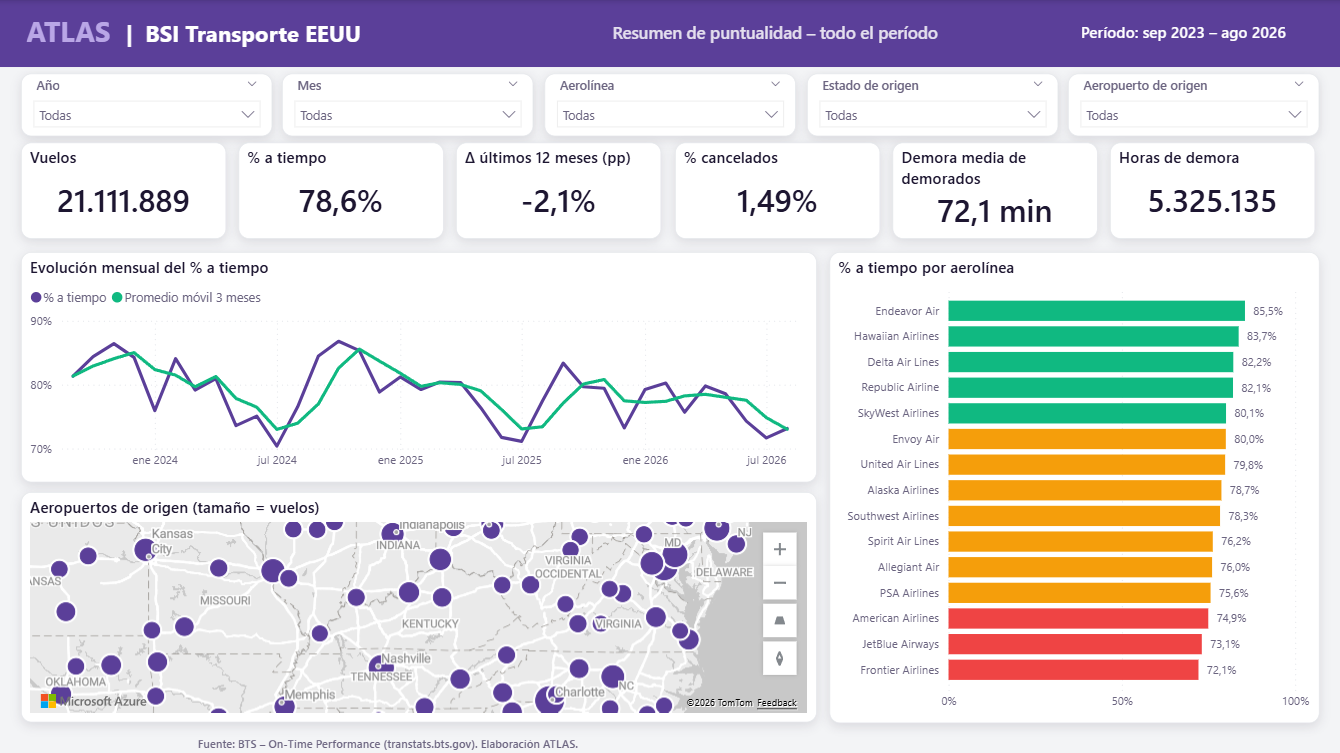 ATLAS | BSI Transporte EEUU
Resumen de puntualidad – todo el período
Período: sep 2023 – ago 2026
Año
Todas
Mes
Todas
Aerolínea
Todas
Estado de origen
Todas
Aeropuerto de origen
Todas
Vuelos
21.111.889
% a tiempo
78,6%
Δ últimos 12 meses (pp)
-2,1%
% cancelados
1,49%
Demora media de
demorados
72,1 min
Horas de demora
5.325.135
Evolución mensual del % a tiempo
% a tiempo
Promedio móvil 3 meses
90%
80%
70%
ene 2024
jul 2024
ene 2025
jul 2025
ene 2026
jul 2026
Aeropuertos de origen (tamaño = vuelos)
Kansas
City
Indianapolis
INDIANA
NJ
MD
VIRGINIA
OCCIDENTAL
DELAWARE
MISSOURI
KENTUCKY
VIRGINIA
Nashville
TENNESSEE
OKLAHOMA
Memphis
Charlotte
NC
Microsoft Azure
©2026 TomTom Feedback
% a tiempo por aerolínea
Endeavor Air 85,5%
Hawaiian Airlines 83,7%
Delta Air Lines 82,2%
Republic Airline 82,1%
SkyWest Airlines 80,1%
Envoy Air 80,0%
United Air Lines 79,8%
Alaska Airlines 78,7%
Southwest Airlines 78,3%
Spirit Air Lines 76,2%
Allegiant Air 76,0%
PSA Airlines 75,6%
American Airlines 74,9%
JetBlue Airways 73,1%
Frontier Airlines 72,1%
0% 50% 100%
Fuente: BTS – On-Time Performance (transtats.bts.gov). Elaboración ATLAS.